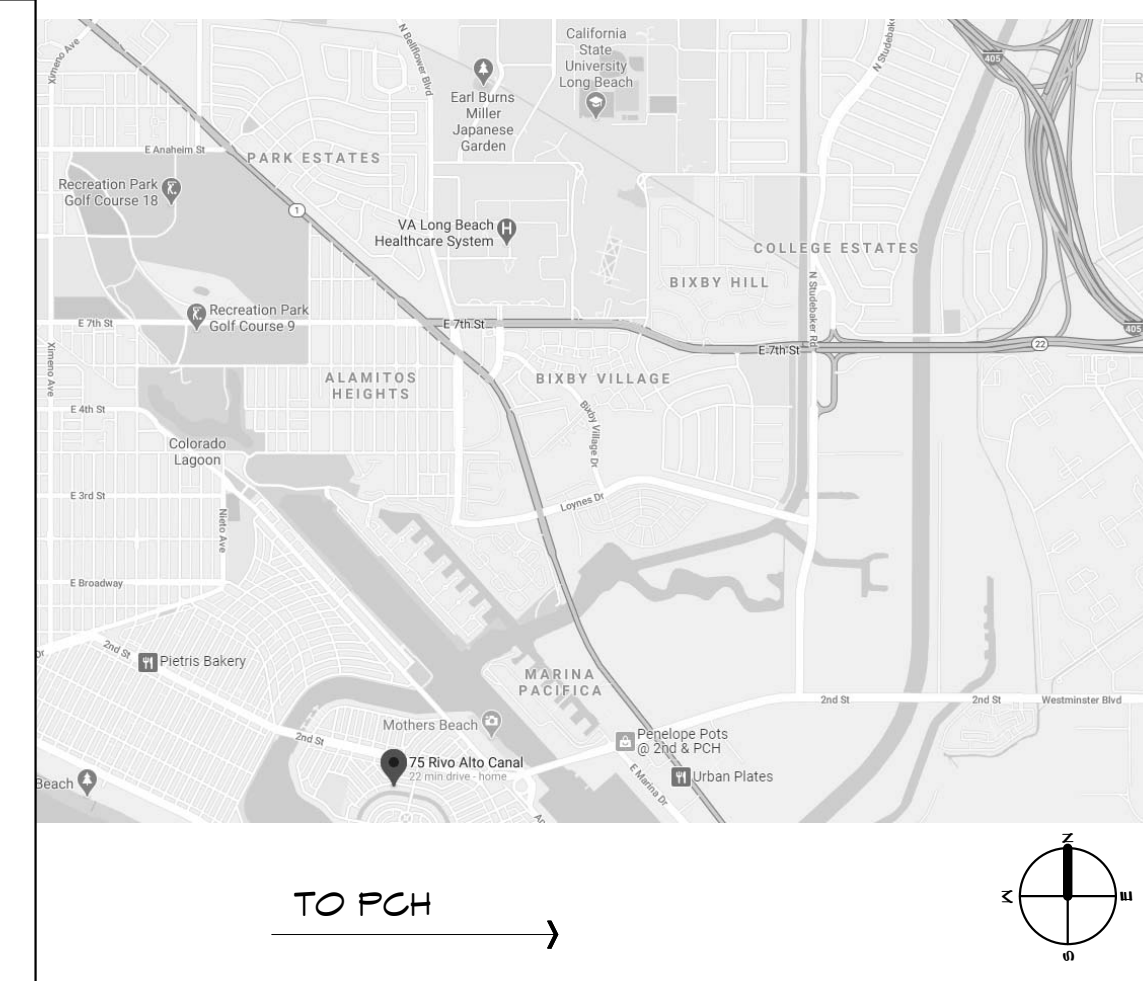 California
State
University
Long Beach
N Bellflower Blvd
N Studebaker
405
Ximeno Ave
Earl Burns
Miller
Japanese
Garden
E Anaheim St
PARK ESTATES
Recreation Park
Golf Course 18
1
VA Long Beach
Healthcare System
H
COLLEGE ESTATES
BIXBY HILL
N Studebaker Rd
Recreation Park
Golf Course 9
E 7th St
E 7th St
E 7th St
22
405
Ximeno Ave
ALAMITOS
HEIGHTS
BIXBY VILLAGE
Bixby Village Dr
E 4th St
Colorado
Lagoon
E 3rd St
Loynes Dr
Nieto Ave
E Broadway
2nd St
Pietris Bakery
MARINA
PACIFICA
2nd St
2nd St
Westminster Blvd
Mothers Beach
2nd St
Penelope Pots
@ 2nd & PCH
75 Rivo Alto Canal
22 min drive - home
E Marina Dr
Urban Plates
Beach
TO PCH
N
W
E
S